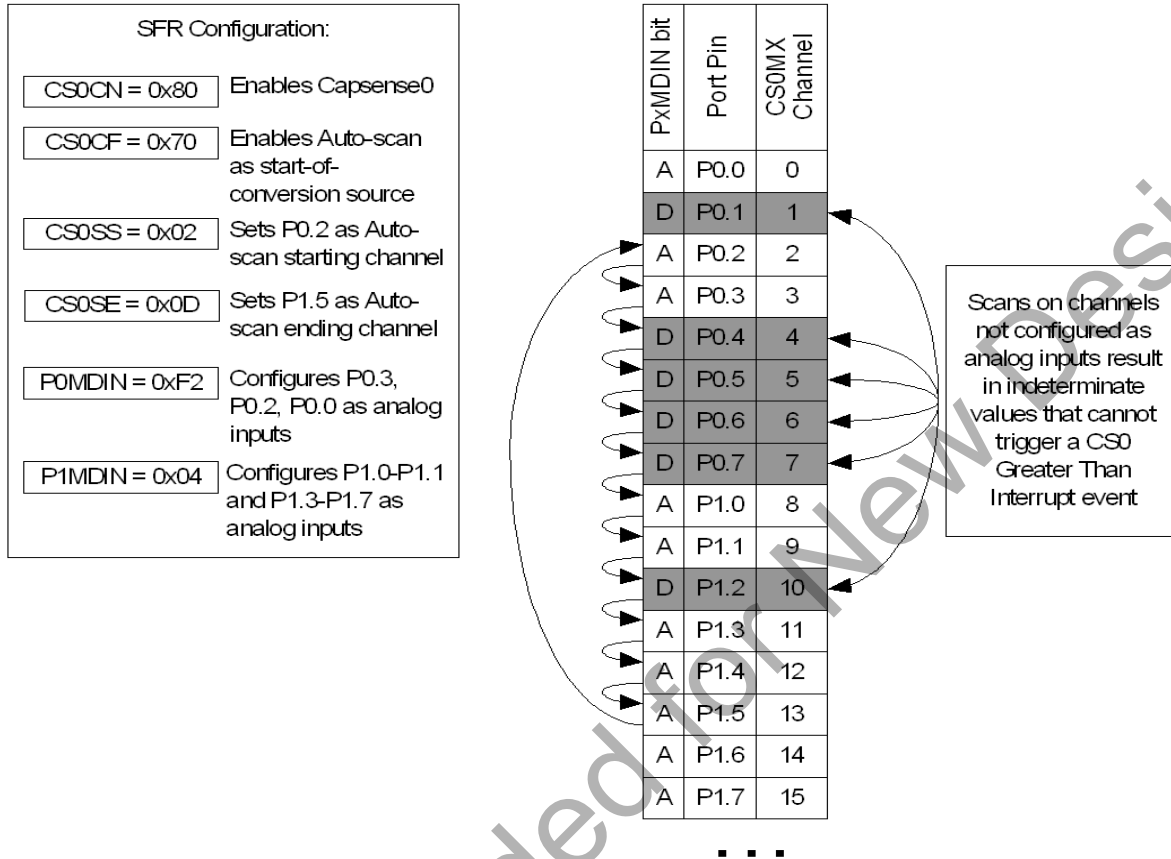 SFR Configuration:
CS0CN = 0x80
Enables Capsense0
CS0CF = 0x70
Enables Auto-scan
as start-of-
conversion source
CS0SS = 0x02
Sets P0.2 as Auto-
scan starting channel
CS0SE = 0x0D
Sets P1.5 as Auto-
scan ending channel
P0MDIN = 0xF2
Configures P0.3,
P0.2, P0.0 as analog
inputs
P1MDIN = 0x04
Configures P1.0-P1.1
and P1.3-P1.7 as
analog inputs
PxMDIN bit
Port Pin
CS0MX
Channel
A P0.0 0
D P0.1 1
A P0.2 2
A P0.3 3
D P0.4 4
D P0.5 5
D P0.6 6
D P0.7 7
A P1.0 8
A P1.1 9
D P1.2 10
A P1.3 11
A P1.4 12
A P1.5 13
A P1.6 14
A P1.7 15
. . .
Scans on channels
not configured as
analog inputs result
in indeterminate
values that cannot
trigger a CS0
Greater Than
Interrupt event
ded for New Desi